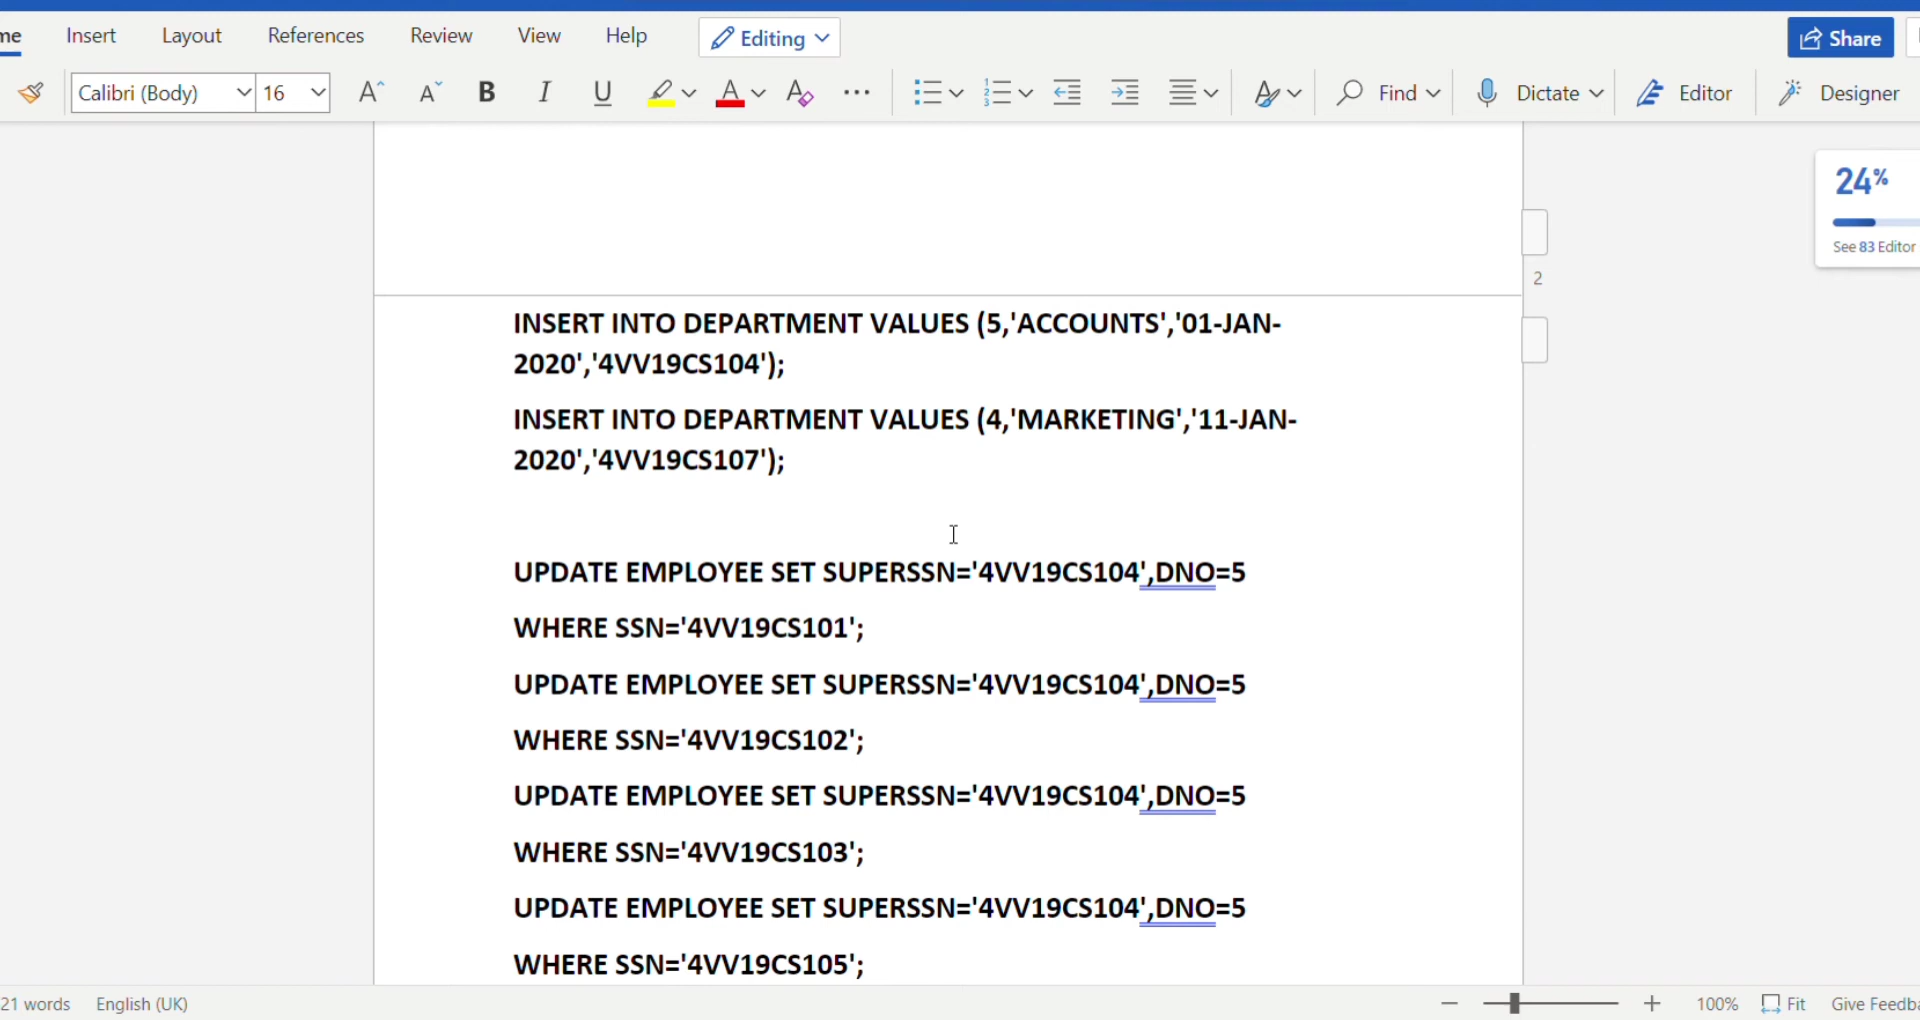 me Insert Layout References Review View Help Editing Share
Calibri (Body) 16 B I U Find Dictate Editor Designer
24%
See 83 Editor
2
INSERT INTO DEPARTMENT VALUES (5,'ACCOUNTS','01-JAN-
2020','4VV19CS104');
INSERT INTO DEPARTMENT VALUES (4,'MARKETING','11-JAN-
2020','4VV19CS107');
UPDATE EMPLOYEE SET SUPERSSN='4VV19CS104',DNO=5
WHERE SSN='4VV19CS101';
UPDATE EMPLOYEE SET SUPERSSN='4VV19CS104',DNO=5
WHERE SSN='4VV19CS102';
UPDATE EMPLOYEE SET SUPERSSN='4VV19CS104',DNO=5
WHERE SSN='4VV19CS103';
UPDATE EMPLOYEE SET SUPERSSN='4VV19CS104',DNO=5
WHERE SSN='4VV19CS105';
21 words English (UK) 100% Fit Give Feedba